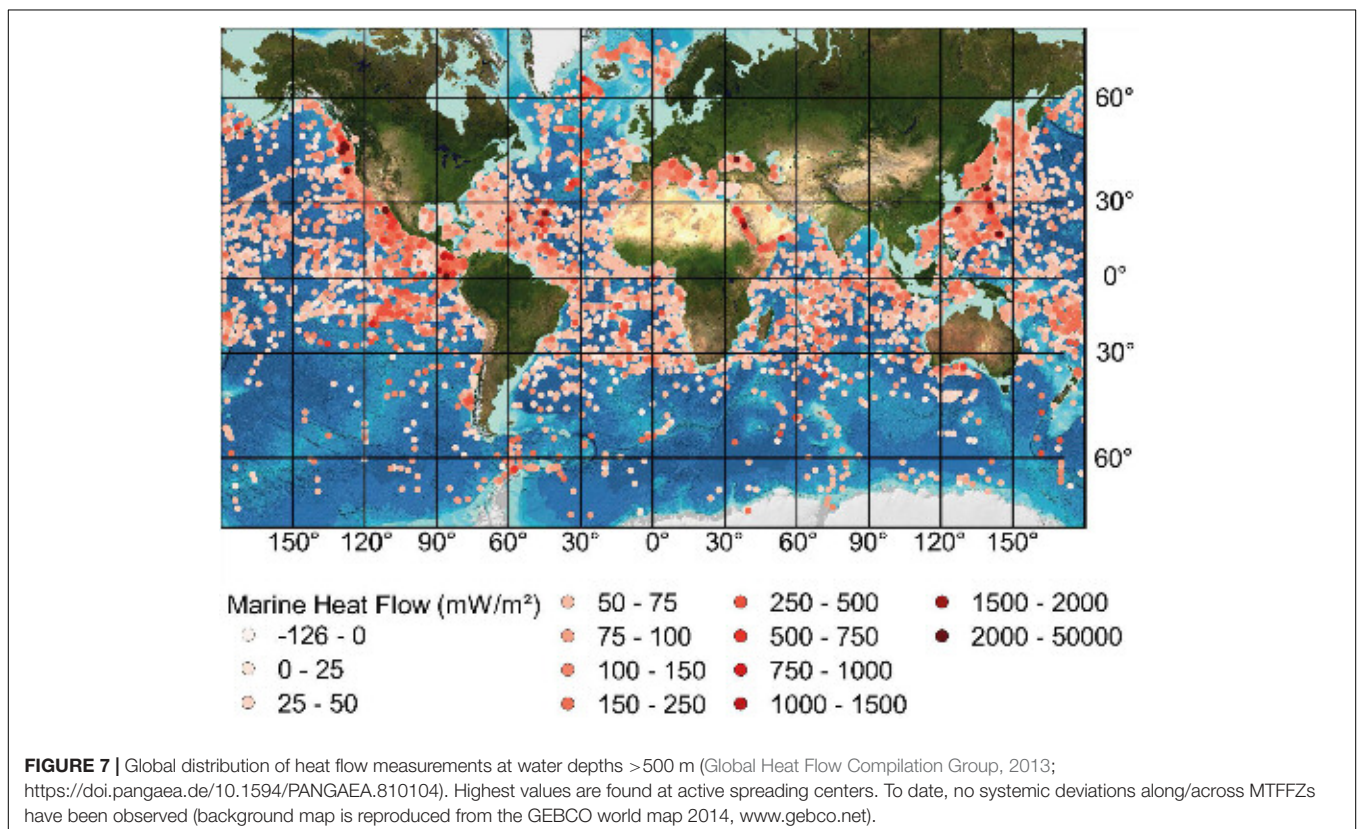 60°
30°
0°
30°
60°
150° 120° 90° 60° 30° 0° 30° 60° 90° 120° 150°
Marine Heat Flow (mW/m²)
-126 - 0
0 - 25
25 - 50
50 - 75
75 - 100
100 - 150
150 - 250
250 - 500
500 - 750
750 - 1000
1000 - 1500
1500 - 2000
2000 - 50000
FIGURE 7 | Global distribution of heat flow measurements at water depths >500 m (Global Heat Flow Compilation Group, 2013;
https://doi.pangaea.de/10.1594/PANGAEA.810104). Highest values are found at active spreading centers. To date, no systemic deviations along/across MTFFZs
have been observed (background map is reproduced from the GEBCO world map 2014, www.gebco.net).